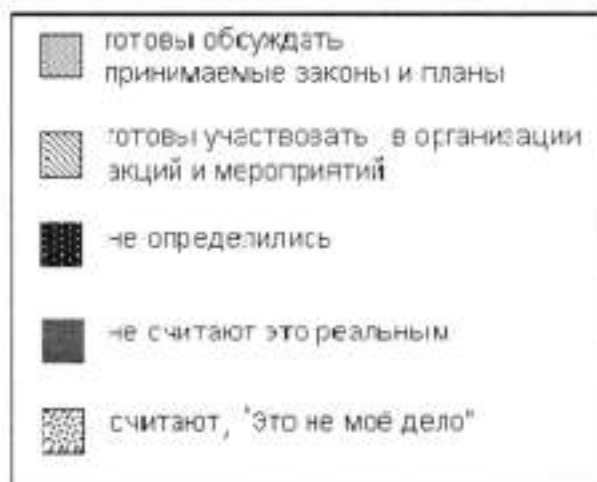 готовы обсуждать
принимаемые законы и планы
готовы участвовать в организации
акций и мероприятий
не определились
не считают это реальным
считают, "Это не моё дело"